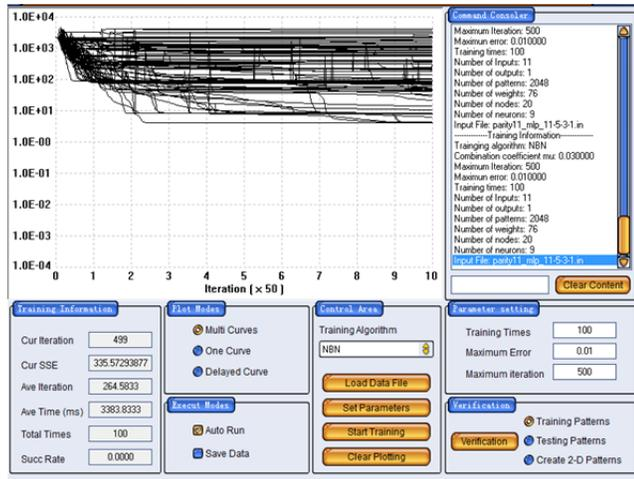 1.0E+04
1.0E+03
1.0E+02
1.0E+01
1.0E-00
1.0E-01
1.0E-02
1.0E-03
1.0E-04
0 1 2 3 4 5 6 7 8 9 10
Iteration ( × 50 )
Command Consoler
Maximum Iteration: 500
Maximun error: 0.010000
Training times: 100
Number of Inputs: 11
Number of outputs: 1
Number of patterns: 2048
Number of weights: 76
Number of nodes: 20
Number of neurons: 9
Input File: parity11_mlp_11-5-3-1.in
---------------Training Information---------------
Trainging algorithm: NBN
Combination coefficient mu: 0.030000
Maximum Iteration: 500
Maximun error: 0.010000
Training times: 100
Number of Inputs: 11
Number of outputs: 1
Number of patterns: 2048
Number of weights: 76
Number of nodes: 20
Number of neurons: 9
Input File: parity11_mlp_11-5-3-1.in
Clear Content
Training Information
Cur Iteration 499
Cur SSE 335.57293877
Ave Iteration 264.5833
Ave Time (ms) 3383.8333
Total Times 100
Succ Rate 0.0000
Plot Modes
Multi Curves
One Curve
Delayed Curve
Execut Modes
Auto Run
Save Data
Control Area
Training Algorithm
NBN
Load Data File
Set Parameters
Start Training
Clear Plotting
Parameter setting
Training Times 100
Maximum Error 0.01
Maximum iteration 500
Verification
Verification
Training Patterns
Testing Patterns
Create 2-D Patterns